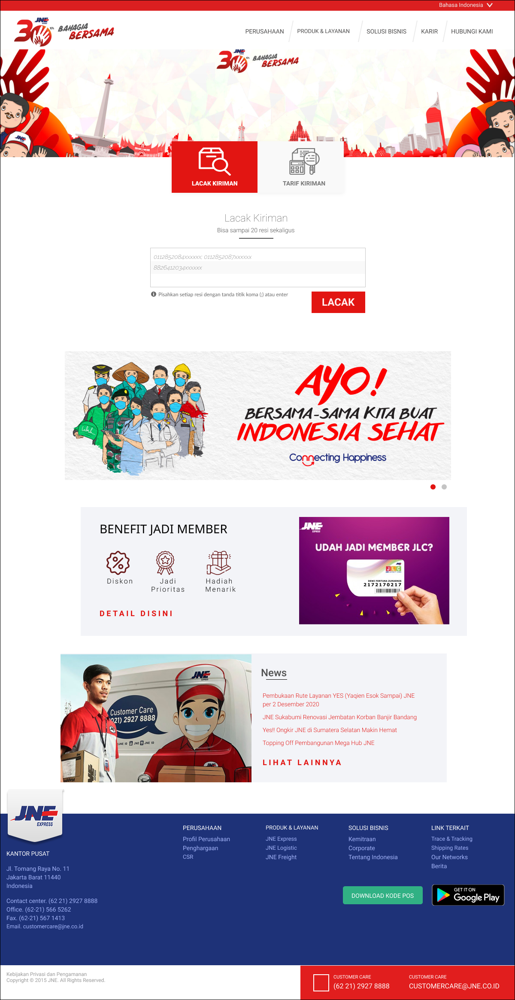 Bahasa Indonesia
JNE
EXPRESS
30th BAHAGIA
BERSAMA
PERUSAHAAN
PRODUK & LAYANAN
SOLUSI BISNIS
KARIR
HUBUNGI KAMI
JNE
30th BAHAGIA
BERSAMA
JNE
LACAK KIRIMAN
TARIF KIRIMAN
Lacak Kiriman
Bisa sampai 20 resi sekaligus
0112852084xxxxxx; 0112852087xxxxxx
8826412034xxxxxx
Pisahkan setiap resi dengan tanda titik koma (;) atau enter
LACAK
AYO!
BERSAMA-SAMA KITA BUAT
INDONESIA SEHAT
Connecting Happiness
BENEFIT JADI MEMBER
Diskon
Jadi
Prioritas
Hadiah
Menarik
DETAIL DISINI
JNE
EXPRESS
UDAH JADI MEMBER JLC?
JNE
JLC
JNE LOYALTY CARD
DEWI FORTUNA ZUMARNIS
2172170217
JNE
EXPRESS
Customer Care
021) 2927 8888
JNE ID JNE JNE ID
JNE
JNE
News
Pembukaan Rute Layanan YES (Yaqien Esok Sampai) JNE
per 2 Desember 2020
JNE Sukabumi Renovasi Jembatan Korban Banjir Bandang
Yes!! Ongkir JNE di Sumatera Selatan Makin Hemat
Topping Off Pembangunan Mega Hub JNE
LIHAT LAINNYA
JNE
EXPRESS
KANTOR PUSAT
Jl. Tomang Raya No. 11
Jakarta Barat 11440
Indonesia
Contact center. (62 21) 2927 8888
Office. (62-21) 566 5262
Fax. (62-21) 567 1413
Email. customercare@jne.co.id
PERUSAHAAN
Profil Perusahaan
Penghargaan
CSR
PRODUK & LAYANAN
JNE Express
JNE Logistic
JNE Freight
SOLUSI BISNIS
Kemitraan
Corporate
Tentang Indonesia
LINK TERKAIT
Trace & Tracking
Shipping Rates
Our Networks
Berita
DOWNLOAD KODE POS
GET IT ON
Google Play
Kebijakan Privasi dan Pengamanan
Copyright © 2015 JNE. All Rights Reserved.
CUSTOMER CARE
(62 21) 2927 8888
CUSTOMER CARE
CUSTOMERCARE@JNE.CO.ID